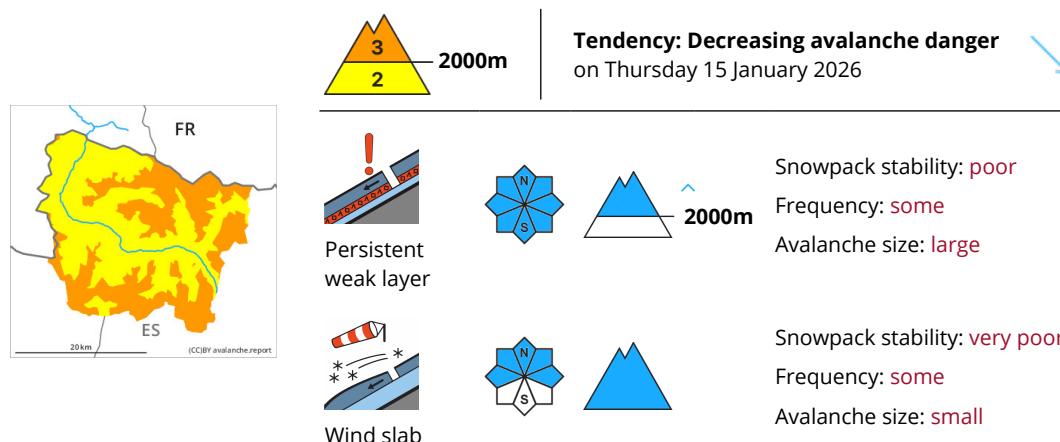 3
2
2000m
Tendency: Decreasing avalanche danger
on Thursday 15 January 2026
FR
ES
20 km
(CC)BY avalanche.report
N
S
2000m
Persistent
weak layer
Snowpack stability: poor
Frequency: some
Avalanche size: large
N
S
Wind slab
Snowpack stability: very poor
Frequency: some
Avalanche size: small